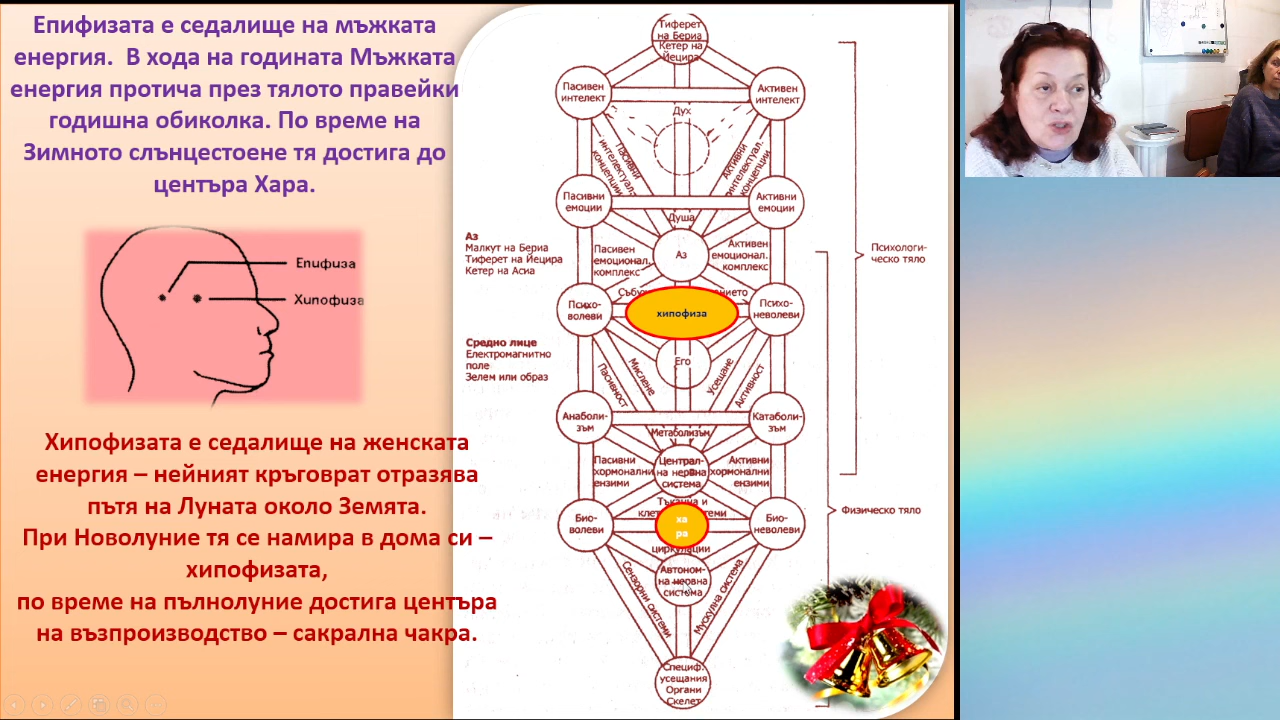 Епифизата е седалище на мъжката
енергия. В хода на годината Мъжката
енергия протича през тялото правейки
годишна обиколка. По време на
Зимното слънцестоене тя достига до
центъра Хара.
Епифиза
Хипофиза
Хипофизата е седалище на женската
енергия – нейният кръговрат отразява
пътя на Луната около Земята.
При Новолуние тя се намира в дома си –
хипофизата,
по време на пълнолуние достига центъра
на възпроизводство – сакрална чакра.
Тиферет
на Бериа
Кетер на
Йецира
Пасивен
интелект
Активен
интелект
Дух
Пасивни
интелектуал.
концепции
Активни
интелектуал.
концепции
Пасивни
емоции
Активни
емоции
Душа
Аз
Малкут на Бериа
Тиферет на Йецира
Кетер на Асиа
Пасивен
емоционал.
комплекс
Аз
Активен
емоционал.
комплекс
Психологи-
ческо тяло
Психо-
волеви
хипофиза
Психо-
неволеви
Средно лице
Електромагнитно
поле
Зелем или образ
Его
Пасивност
Мислене
Усещане
Активност
Анаболи-
зъм
Катаболи-
зъм
Метаболизъм
Пасивни
хормонални
ензими
Централ-
на нервна
система
Активни
хормонални
ензими
Физическо тяло
Био-
волеви
ха
ра
Био-
неволеви
Автоном-
на нервна
система
Сензорни системи
Мускулна система
Специф.
усещания
Органи
Скелет